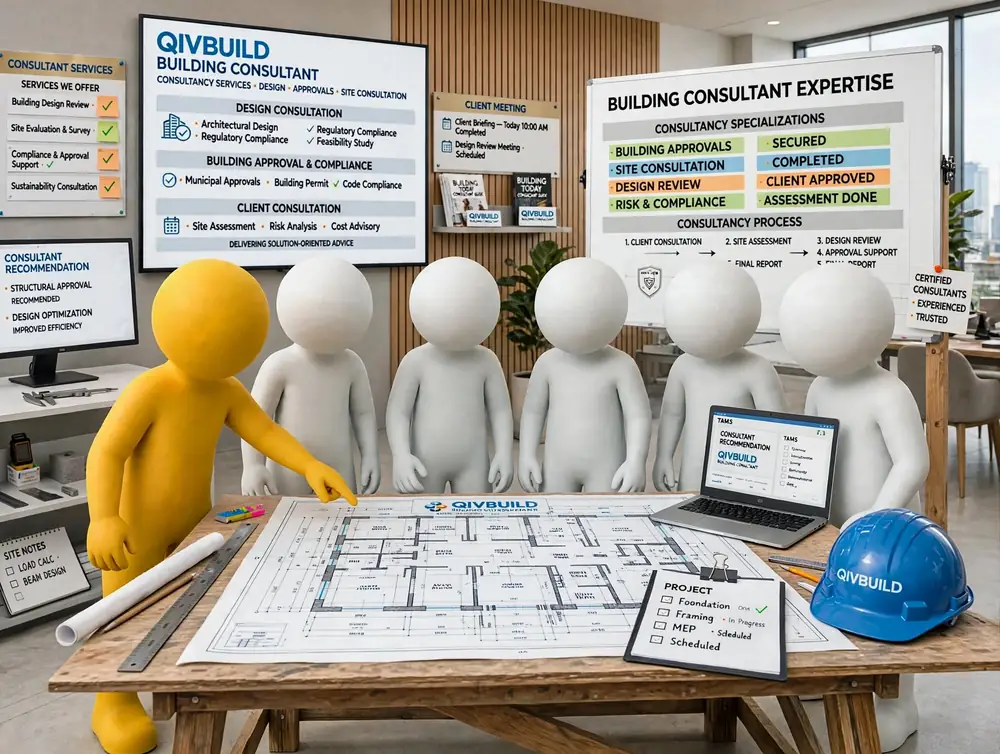 CONSULTANT SERVICES
SERVICES WE OFFER
Building Design Review ✓
Site Evaluation & Survey ✓
Compliance & Approval
Support ✓ ✓
Sustainability Consultation ✓
QIVBUILD
BUILDING CONSULTANT
CONSULTANCY SERVICES • DESIGN • APPROVALS • SITE CONSULTATION
DESIGN CONSULTATION
• Architectural Design
• Regulatory Compliance
✓ Regulatory Compliance
✓ Feasibility Study
BUILDING APPROVAL & COMPLIANCE
• Municipal Approvals • Building Permit ✓ Code Compliance
CLIENT CONSULTATION
• Site Assessment • Risk Analysis • Cost Advisory
DELIVERING SOLUTION-ORIENTED ADVICE
CLIENT MEETING
Client Briefing — Today 10:00 AM
Completed
Design Review Meeting -
• Scheduled
BUILDING
TODAY
BUILDING
TODAY
QIVBUILD
QIVBUILD
BUILDING CONSULTANT EXPERTISE
CONSULTANCY SPECIALIZATIONS
• BUILDING APPROVALS • SECURED
• SITE CONSULTATION • COMPLETED
• DESIGN REVIEW • CLIENT APPROVED
• RISK & COMPLIANCE • ASSESSMENT DONE
CONSULTANCY PROCESS
1. CLIENT CONSULTATION → 2. SITE ASSESSMENT → 3. DESIGN REVIEW
4. APPROVAL SUPPORT
FINAL REPORT
CERTIFIED
CONSULTANTS
• EXPERIENCED
• TRUSTED
CONSULTANT
RECOMMENDATION
• STRUCTURAL APPROVAL
RECOMMENDED
• DESIGN OPTIMIZATION
IMPROVED EFFICIENCY
SITE NOTES
LOAD CALC
BEAM DESIGN
QIVBUILD
TAMS
CONSULTANT
RECOMMENDATION
QIVBUILD
BUILDING CONSULTANT
TAMS
PROJECT
Foundation ✓
Framing • In Progress
MEP • Scheduled
Scheduled
QIVBUILD